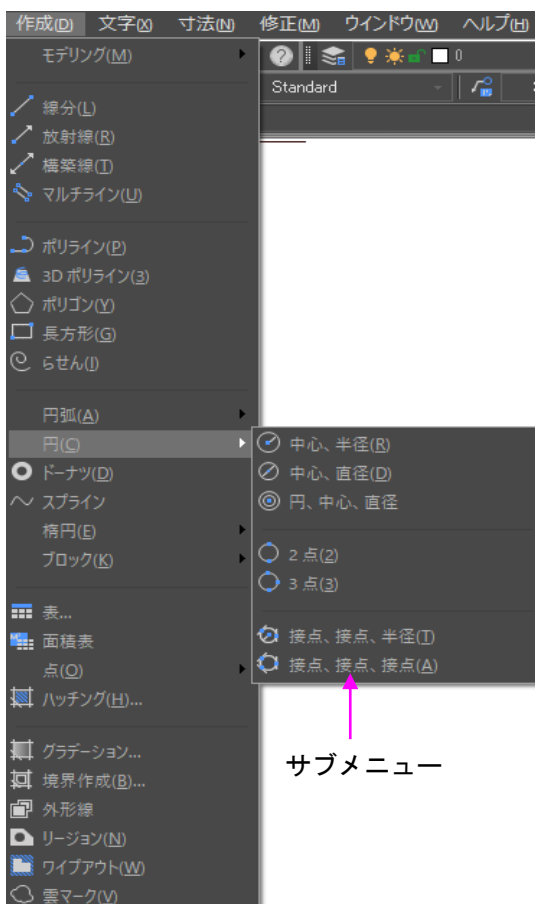 作成(D) 文字(X) 寸法(N) 修正(M) ウインドウ(W) ヘルプ(H)
モデリング(M)
0
Standard
線分(L)
放射線(R)
構築線(T)
マルチライン(U)
ポリライン(P)
3D ポリライン(3)
ポリゴン(Y)
長方形(G)
らせん(I)
円弧(A)
円(C)
ドーナツ(D)
スプライン
楕円(E)
ブロック(K)
中心、半径(R)
中心、直径(D)
円、中心、直径
2 点(2)
3 点(3)
接点、接点、半径(T)
接点、接点、接点(A)
サブメニュー
表...
面積表
点(O)
ハッチング(H)...
グラデーション...
境界作成(B)...
外形線
リージョン(N)
ワイプアウト(W)
雲マーク(V)